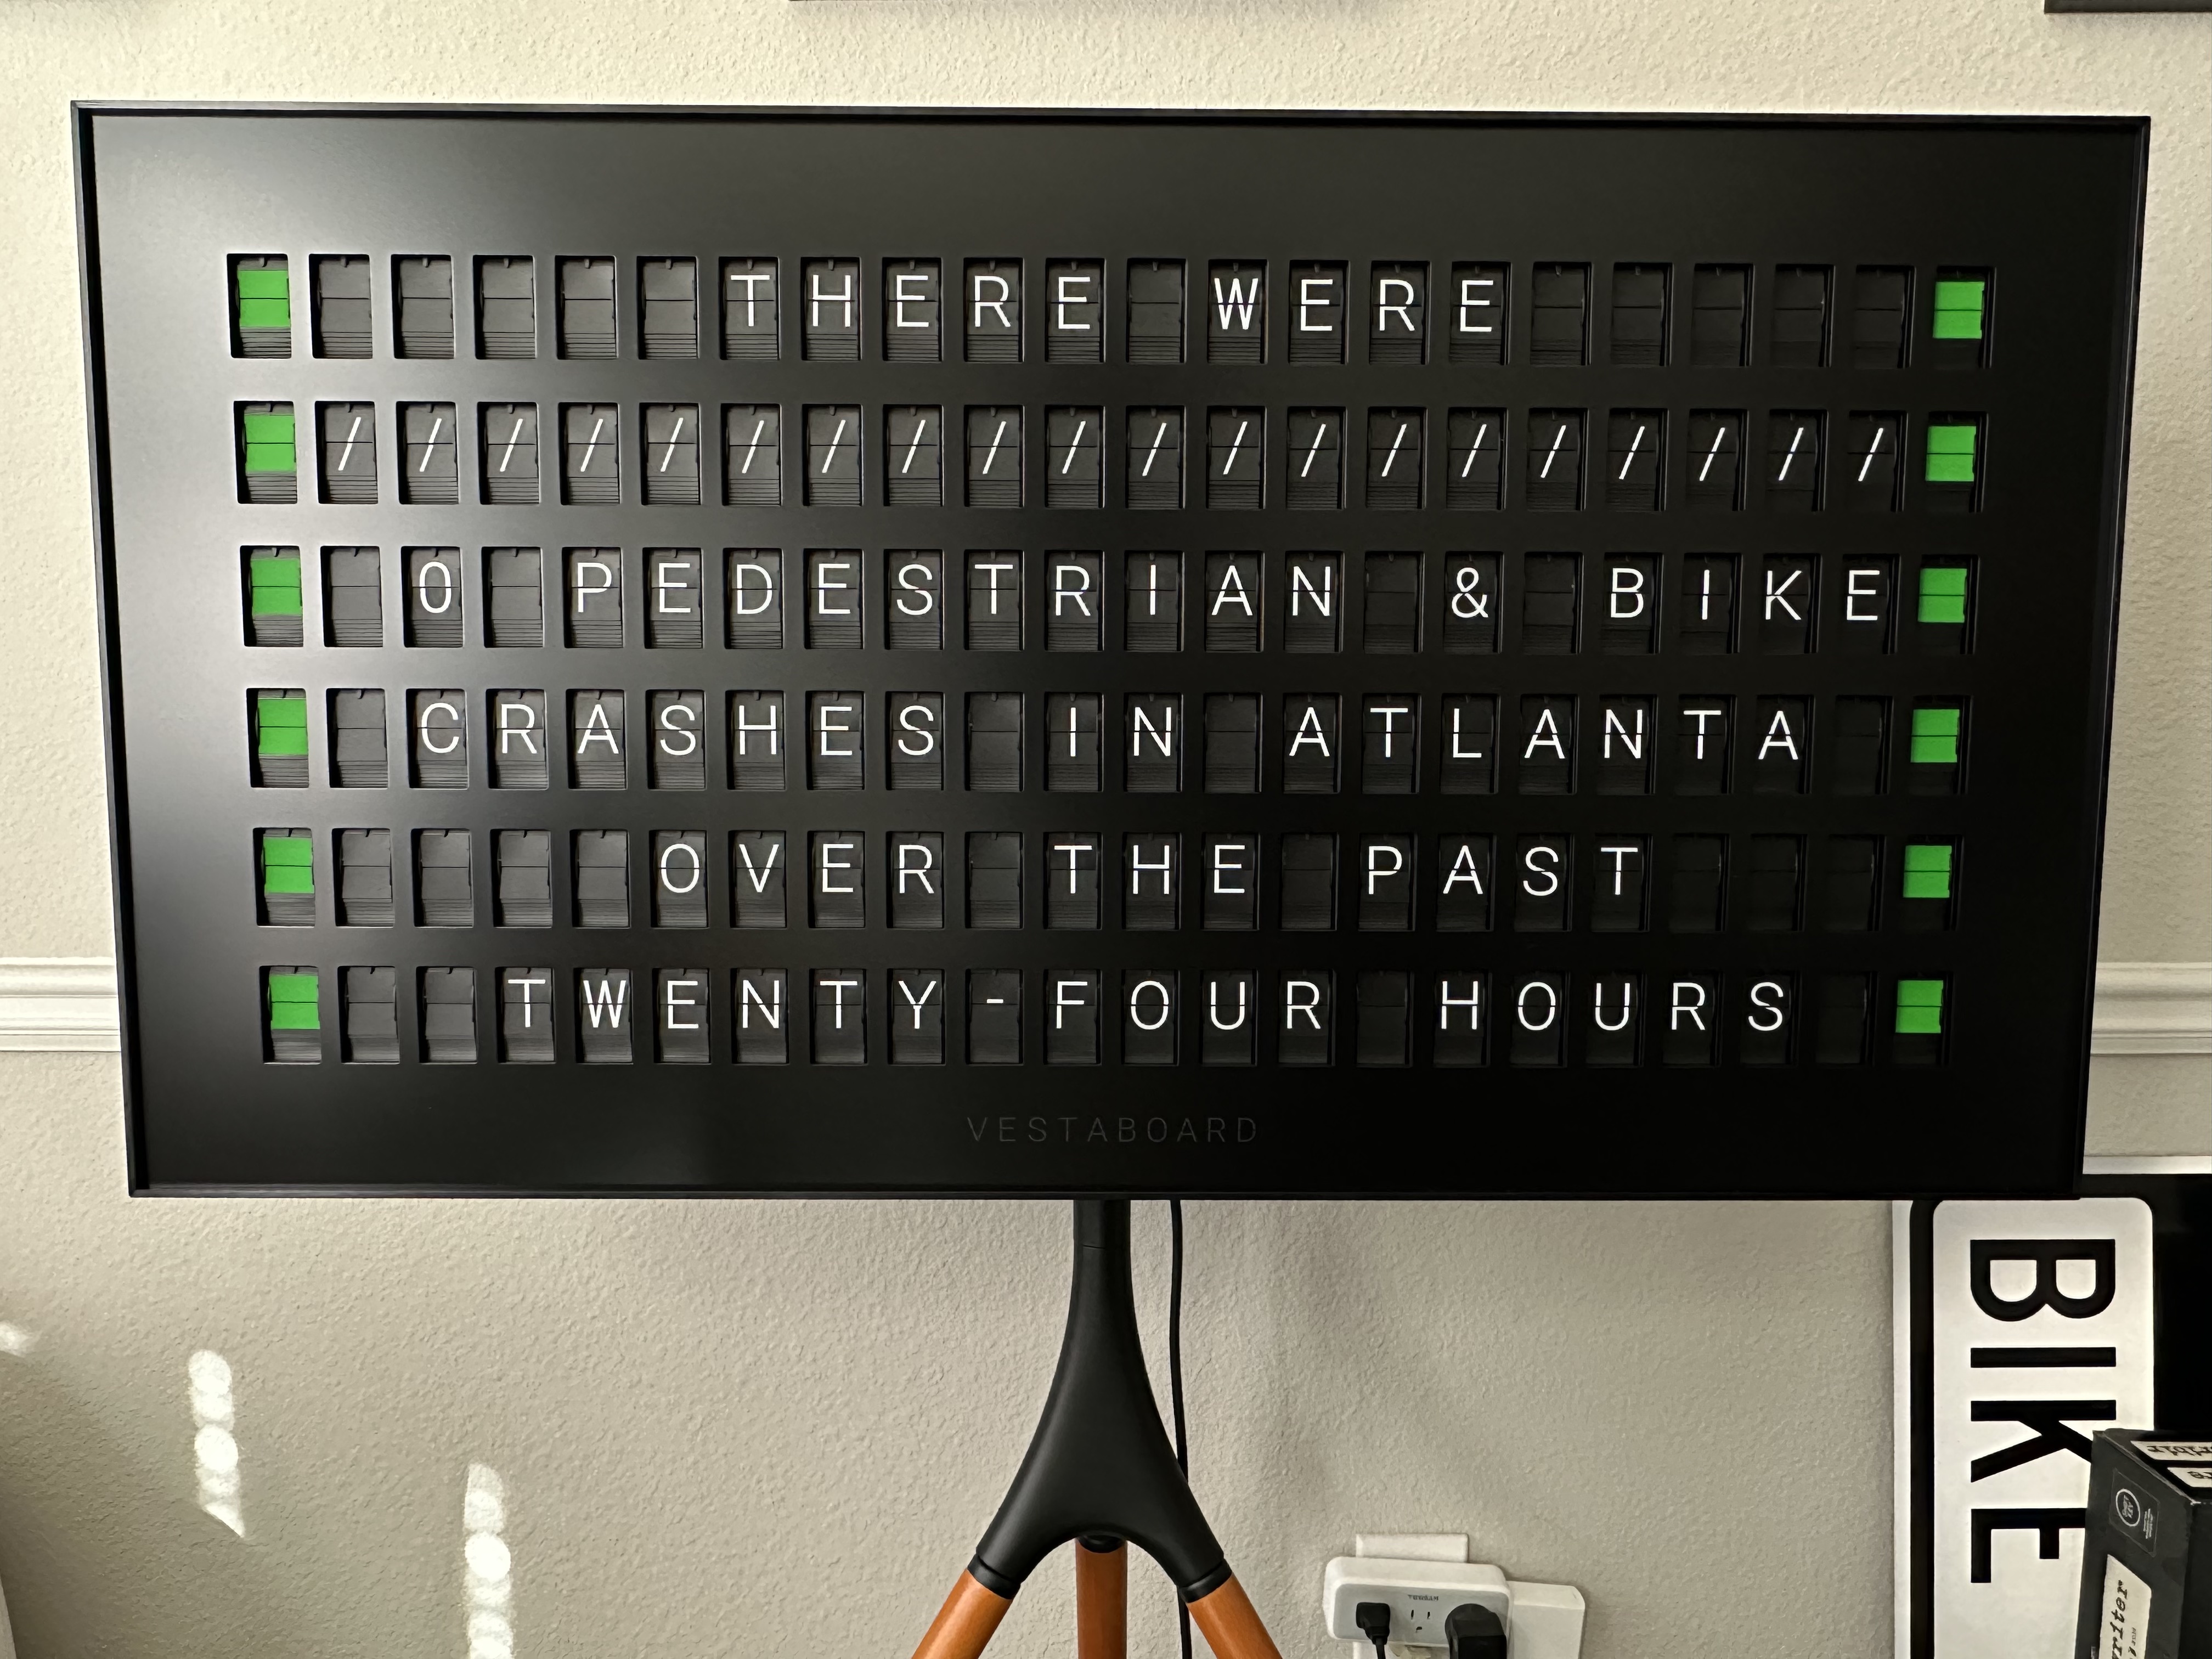 THERE WERE
////////////////////
0 PEDESTRIAN & BIKE
CRASHES IN ATLANTA
OVER THE PAST
TWENTY-FOUR HOURS
VESTABOARD
BIKE